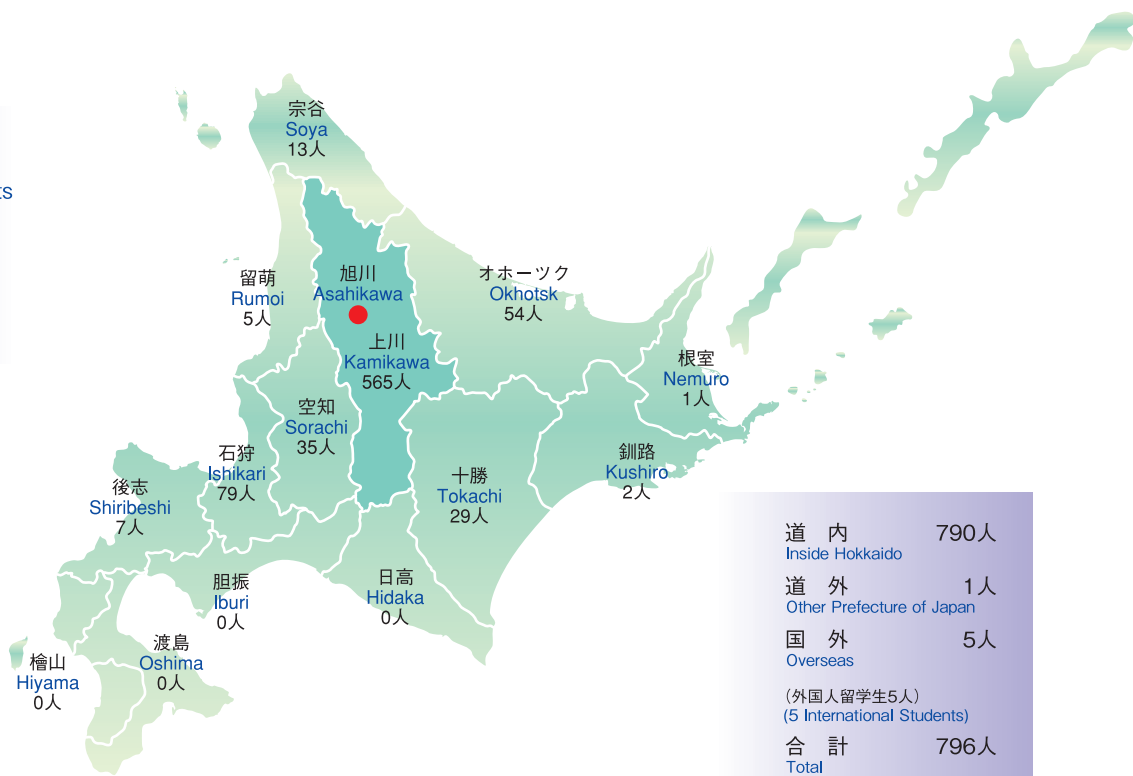 宗谷
Soya
13人
ts
留萌
Rumoi
5人
旭川
Asahikawa
オホーツク
Okhotsk
54人
上川
Kamikawa
565人
根室
Nemuro
1人
空知
Sorachi
35人
石狩
Ishikari
79人
後志
Shiribeshi
7人
十勝
Tokachi
29人
釧路
Kushiro
2人
胆振
Iburi
0人
日高
Hidaka
0人
渡島
Oshima
0人
檜山
Hiyama
0人
道 内 790人
Inside Hokkaido
道 外 1人
Other Prefecture of Japan
国 外 5人
Overseas
(外国人留学生5人)
(5 International Students)
合 計 796人
Total